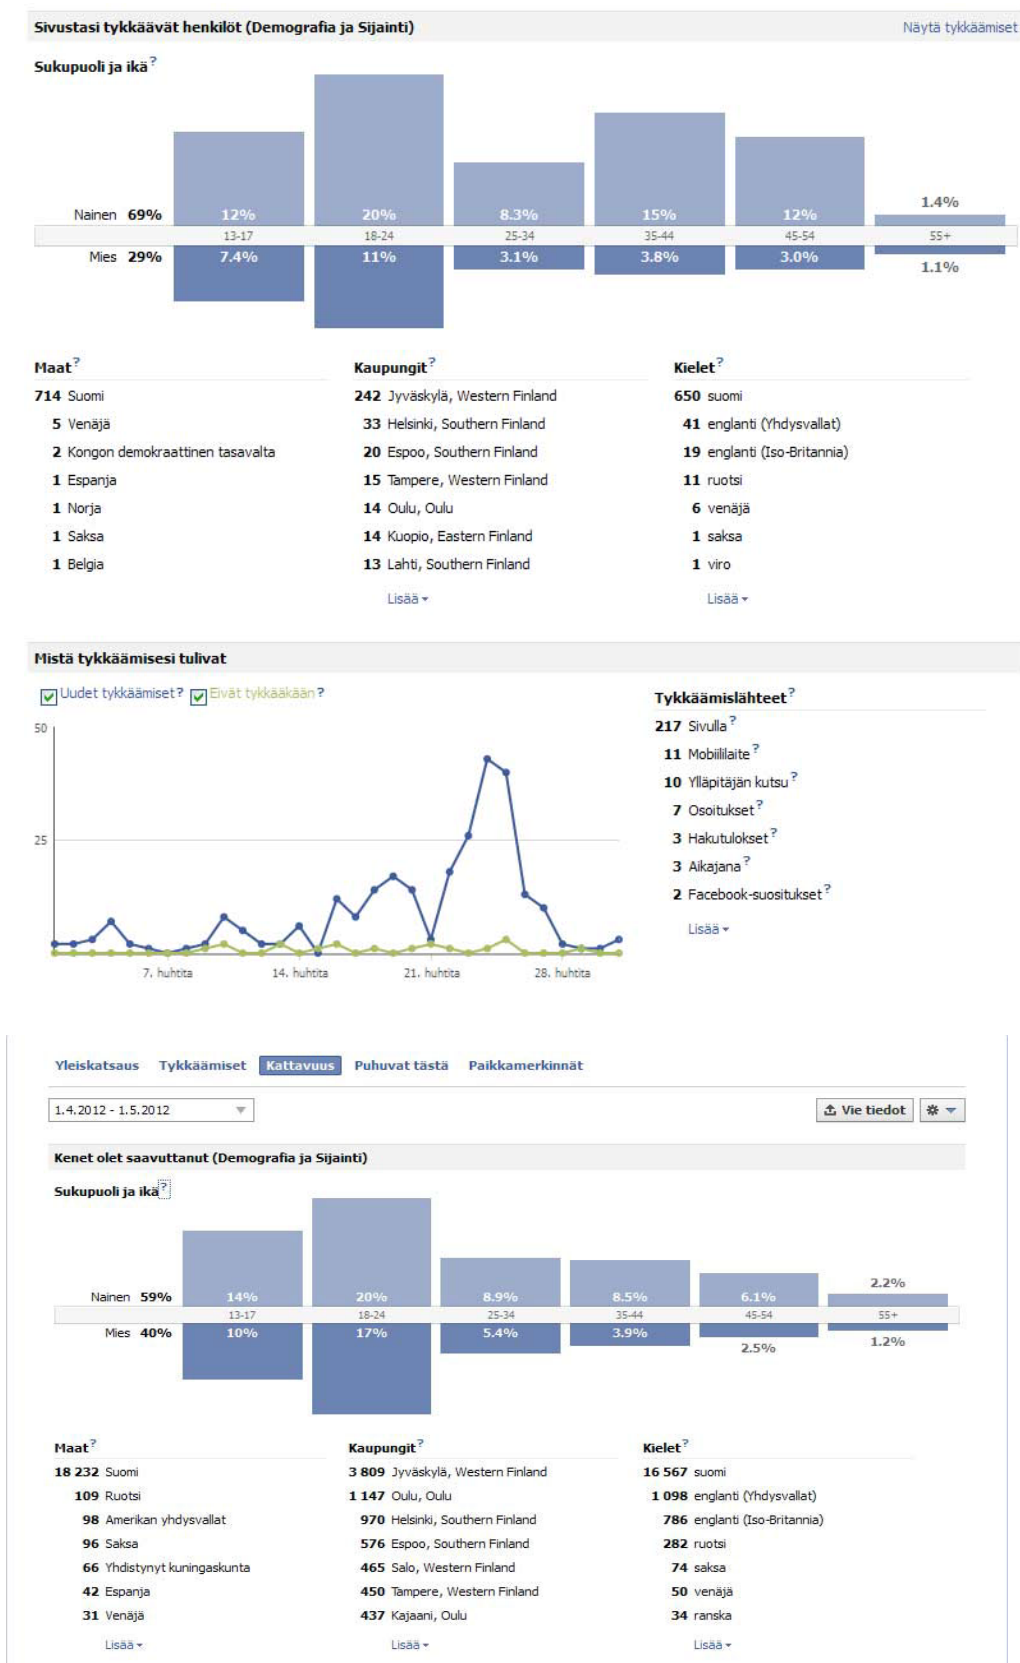 Sivustasi tykkäävät henkilöt (Demografia ja Sijainti) Näytä tykkäämiset
Sukupuoli ja ikä?
Nainen 69% 12% 20% 8.3% 15% 12% 1.4%
13-17 18-24 25-34 35-44 45-54 55+
Mies 29% 7.4% 11% 3.1% 3.8% 3.0% 1.1%
Maat?
714 Suomi
5 Venäjä
2 Kongon demokraattinen tasavalta
1 Espanja
1 Norja
1 Saksa
1 Belgia
Kaupungit?
242 Jyväskylä, Western Finland
33 Helsinki, Southern Finland
20 Espoo, Southern Finland
15 Tampere, Western Finland
14 Oulu, Oulu
14 Kuopio, Eastern Finland
13 Lahti, Southern Finland
Lisää
Kielet?
650 suomi
41 englanti (Yhdysvallat)
19 englanti (Iso-Britannia)
11 ruotsi
6 venäjä
1 saksa
1 viro
Lisää
Mistä tykkäämisesi tulivat
Uudet tykkäämiset? Eivät tykkääkään?
50
25
7. huhtita 14. huhtita 21. huhtita 28. huhtita
Tykkäämislähteet?
217 Sivulla?
11 Mobiililaite?
10 Ylläpitäjän kutsu?
7 Osoitukset?
3 Hakutulokset?
3 Aikajana?
2 Facebook-suositukset?
Lisää
Yleiskatsaus Tykkäämiset Kattavuus Puhuvat tästä Paikkamerkinnät
1.4.2012 - 1.5.2012 Vie tiedot
Kenet olet saavuttanut (Demografia ja Sijainti)
Sukupuoli ja ikä?
Nainen 59% 14% 20% 8.9% 8.5% 6.1% 2.2%
13-17 18-24 25-34 35-44 45-54 55+
Mies 40% 10% 17% 5.4% 3.9% 2.5% 1.2%
Maat?
18 232 Suomi
109 Ruotsi
98 Amerikan yhdysvallat
96 Saksa
66 Yhdistynyt kuningaskunta
42 Espanja
31 Venäjä
Lisää
Kaupungit?
3 809 Jyväskylä, Western Finland
1 147 Oulu, Oulu
970 Helsinki, Southern Finland
576 Espoo, Southern Finland
465 Salo, Western Finland
450 Tampere, Western Finland
437 Kajaani, Oulu
Lisää
Kielet?
16 567 suomi
1 098 englanti (Yhdysvallat)
786 englanti (Iso-Britannia)
282 ruotsi
74 saksa
50 venäjä
34 ranska
Lisää